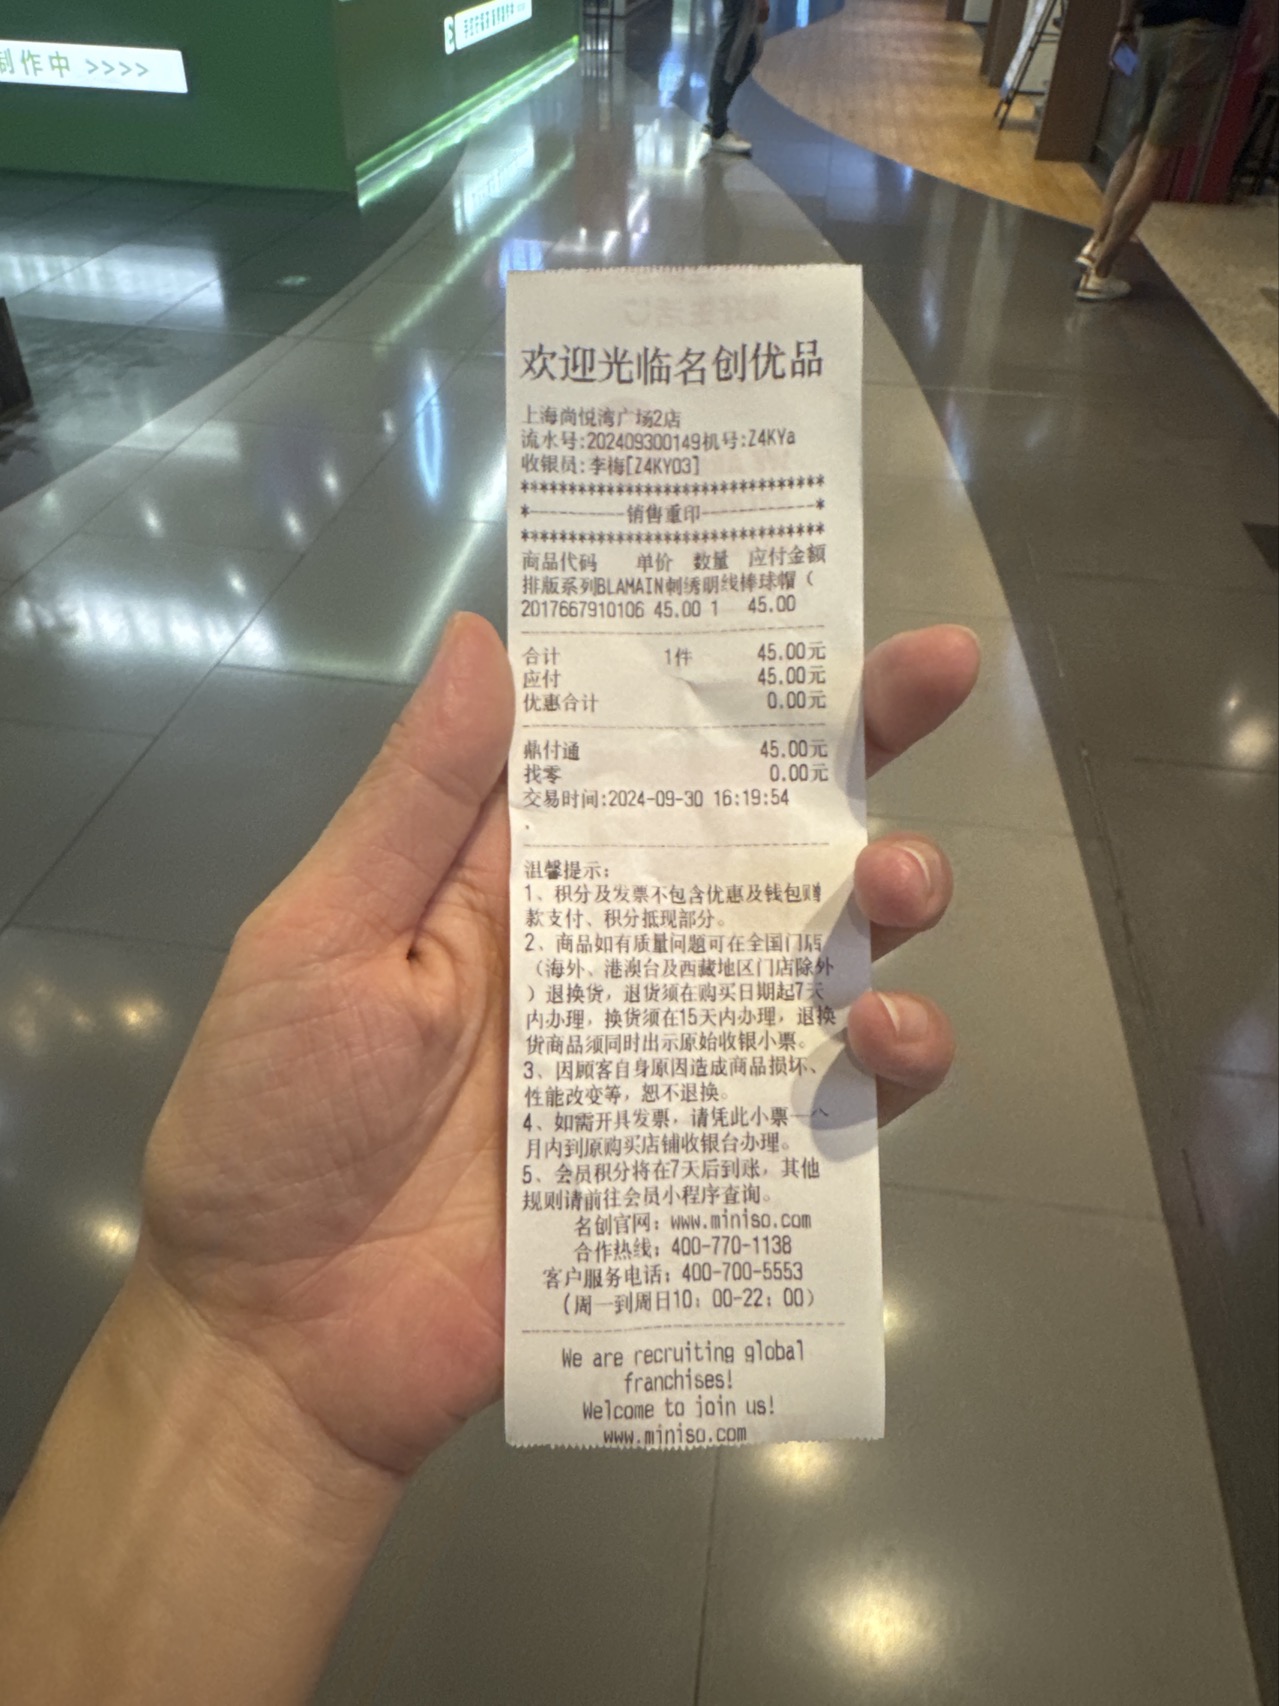 制作中 >>>>
欢迎光临名创优品
上海尚悦湾广场2店
流水号:202409300149机号:Z4KYa
收银员:李梅[Z4KY03]
********************************
*----------销售重印------------*
********************************
商品代码 单价 数量 应付金额
排版系列BLAMAIN刺绣明线棒球帽（
2017667910106 45.00 1 45.00
合计 1件 45.00元
应付 45.00元
优惠合计 0.00元
鼎付通 45.00元
找零 0.00元
交易时间:2024-09-30 16:19:54
,
温馨提示：
1、积分及发票不包含优惠及钱包赠
款支付、积分抵现部分。
2、商品如有质量问题可在全国门店
（海外、港澳台及西藏地区门店除外
）退换货，退货须在购买日期起7天
内办理，换货须在15天内办理，退换
货商品须同时出示原始收银小票。
3、因顾客自身原因造成商品损坏、
性能改变等，恕不退换。
4、如需开具发票，请凭此小票一个
月内到原购买店铺收银台办理。
5、会员积分将在7天后到账，其他
规则请前往会员小程序查询。
名创官网：www.miniso.com
合作热线：400-770-1138
客户服务电话：400-700-5553
(周一到周日10：00-22：00)
We are recruiting global
franchises!
Welcome to join us!
www.miniso.com